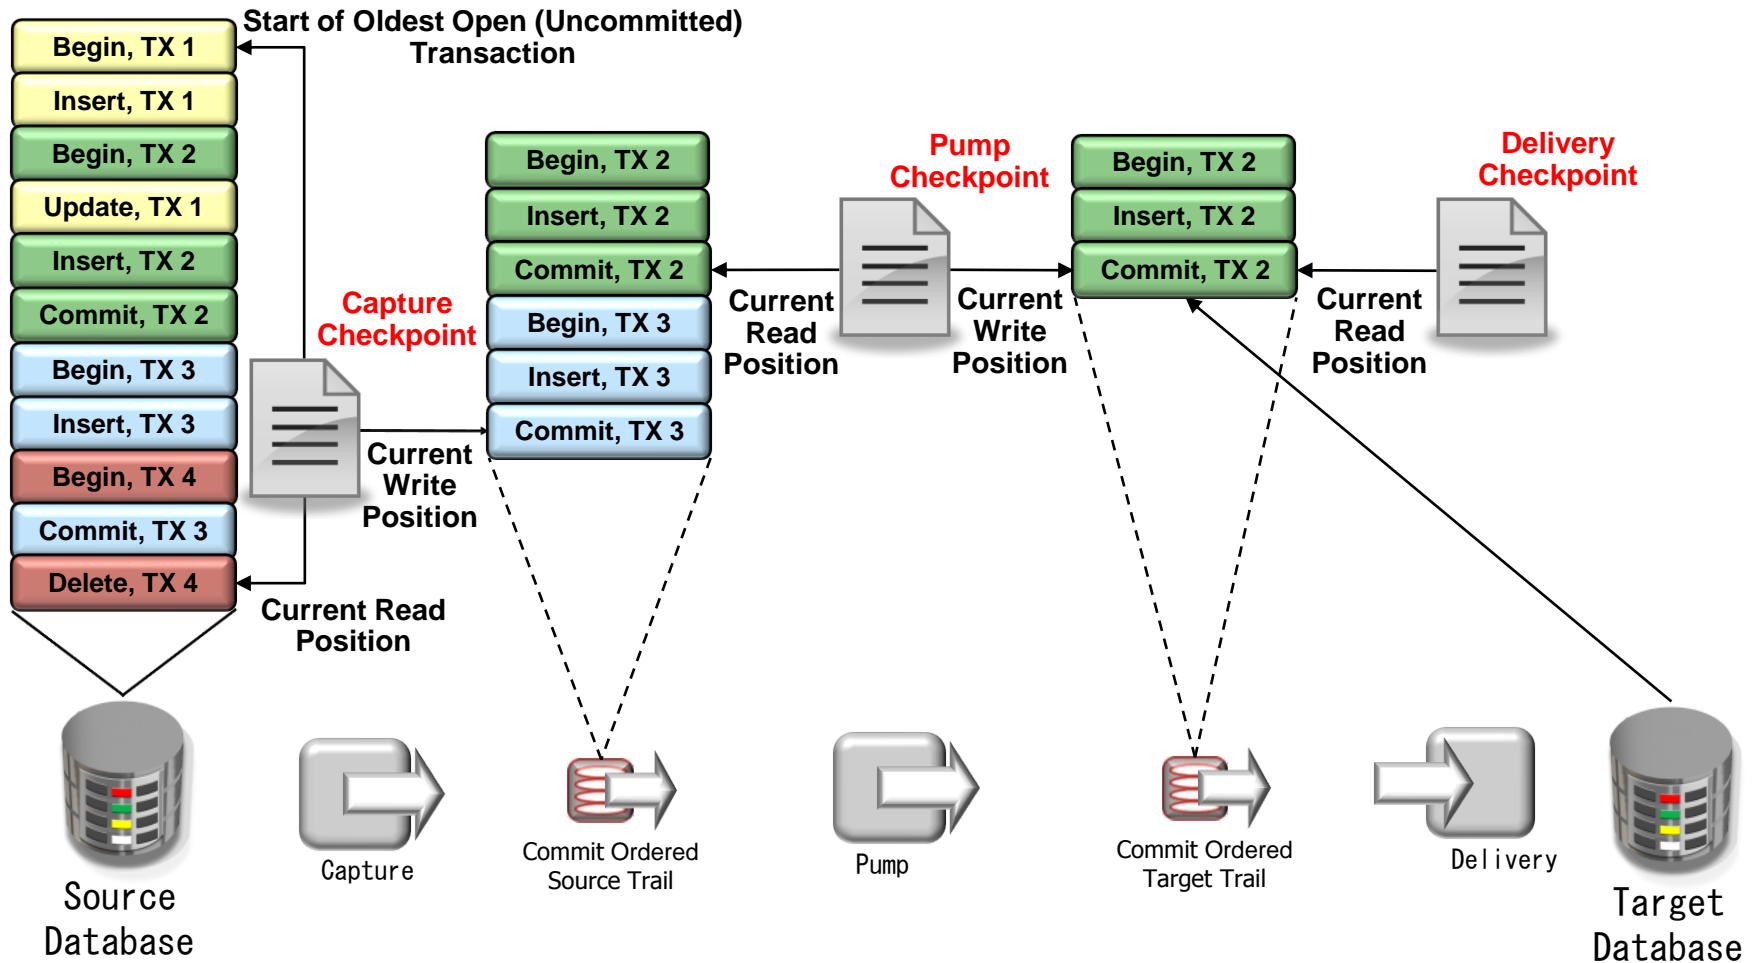 Start of Oldest Open (Uncommitted)
Transaction
Begin, TX 1
Insert, TX 1
Begin, TX 2
Update, TX 1
Insert, TX 2
Commit, TX 2
Begin, TX 3
Insert, TX 3
Begin, TX 4
Commit, TX 3
Delete, TX 4
Capture
Checkpoint
Current
Write
Position
Current Read
Position
Begin, TX 2
Insert, TX 2
Commit, TX 2
Begin, TX 3
Insert, TX 3
Commit, TX 3
Pump
Checkpoint
Current
Read
Position
Current
Write
Position
Begin, TX 2
Insert, TX 2
Commit, TX 2
Delivery
Checkpoint
Current
Read
Position
Source
Database
Capture
Commit Ordered
Source Trail
Pump
Commit Ordered
Target Trail
Delivery
Target
Database